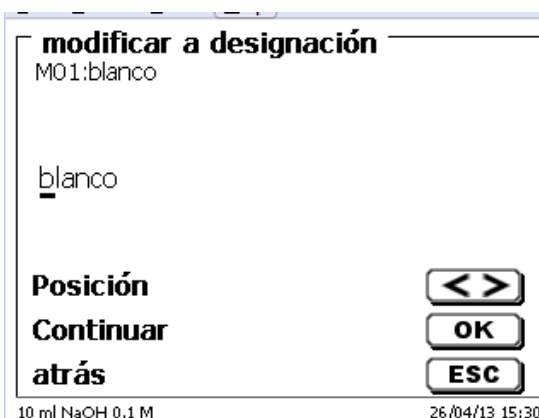 modificar a designación
M01:blanco
blanco
Posición < >
Continuar OK
atrás ESC
10 ml NaOH 0.1 M 26/04/13 15:30